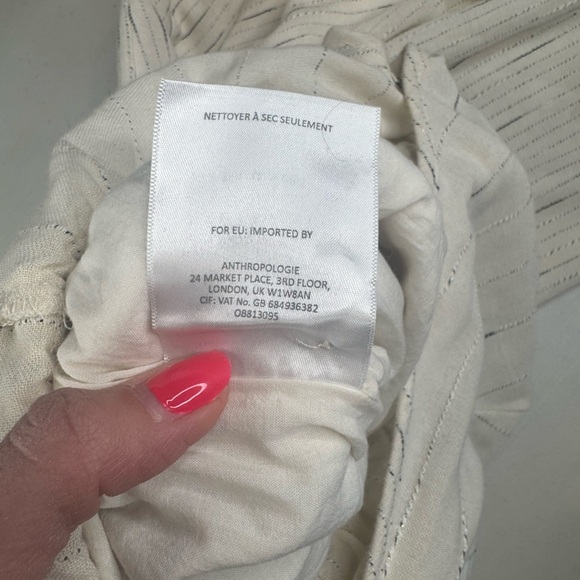 NETTOYER À SEC SEULEMENT
FOR EU: IMPORTED BY
ANTHROPOLOGIE
24 MARKET PLACE, 3RD FLOOR,
LONDON, UK W1W8AN
CIF: VAT No. GB 684936382
O8813095